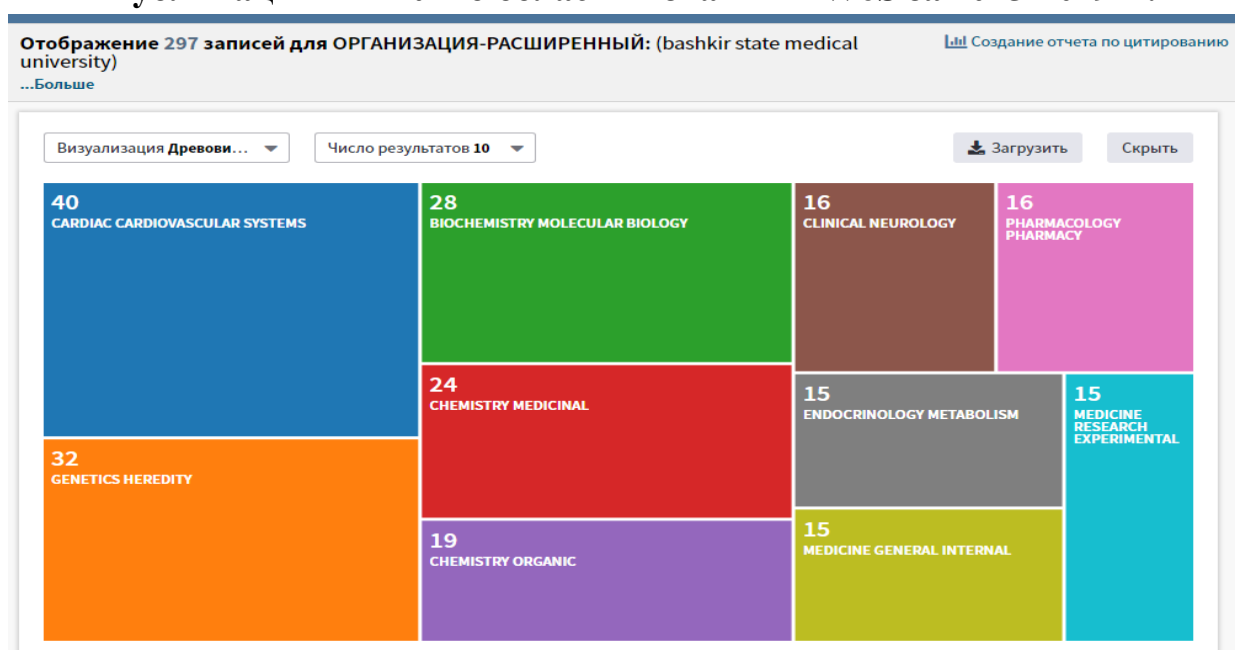 Отображение 297 записей для ОРГАНИЗАЦИЯ-РАСШИРЕННЫЙ: (bashkir state medical
university)
...Больше
Создание отчета по цитированию
Визуализация Древови...
Число результатов 10
Загрузить
Скрыть
40
CARDIAC CARDIOVASCULAR SYSTEMS
28
BIOCHEMISTRY MOLECULAR BIOLOGY
16
CLINICAL NEUROLOGY
16
PHARMACOLOGY
PHARMACY
24
CHEMISTRY MEDICINAL
15
ENDOCRINOLOGY METABOLISM
15
MEDICINE
RESEARCH
EXPERIMENTAL
32
GENETICS HEREDITY
19
CHEMISTRY ORGANIC
15
MEDICINE GENERAL INTERNAL